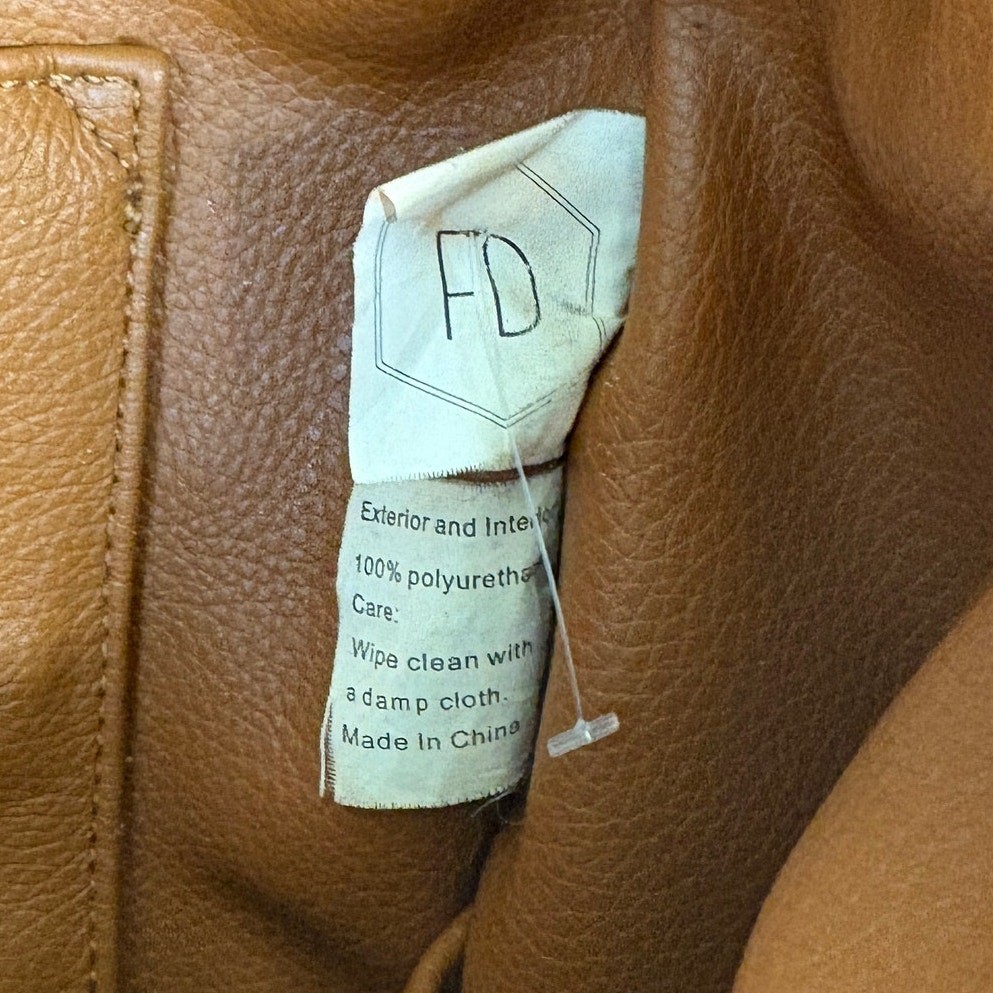 FD
Exterior and Interio
100% polyuretha
Care:
Wipe clean with
a damp cloth.
Made In China